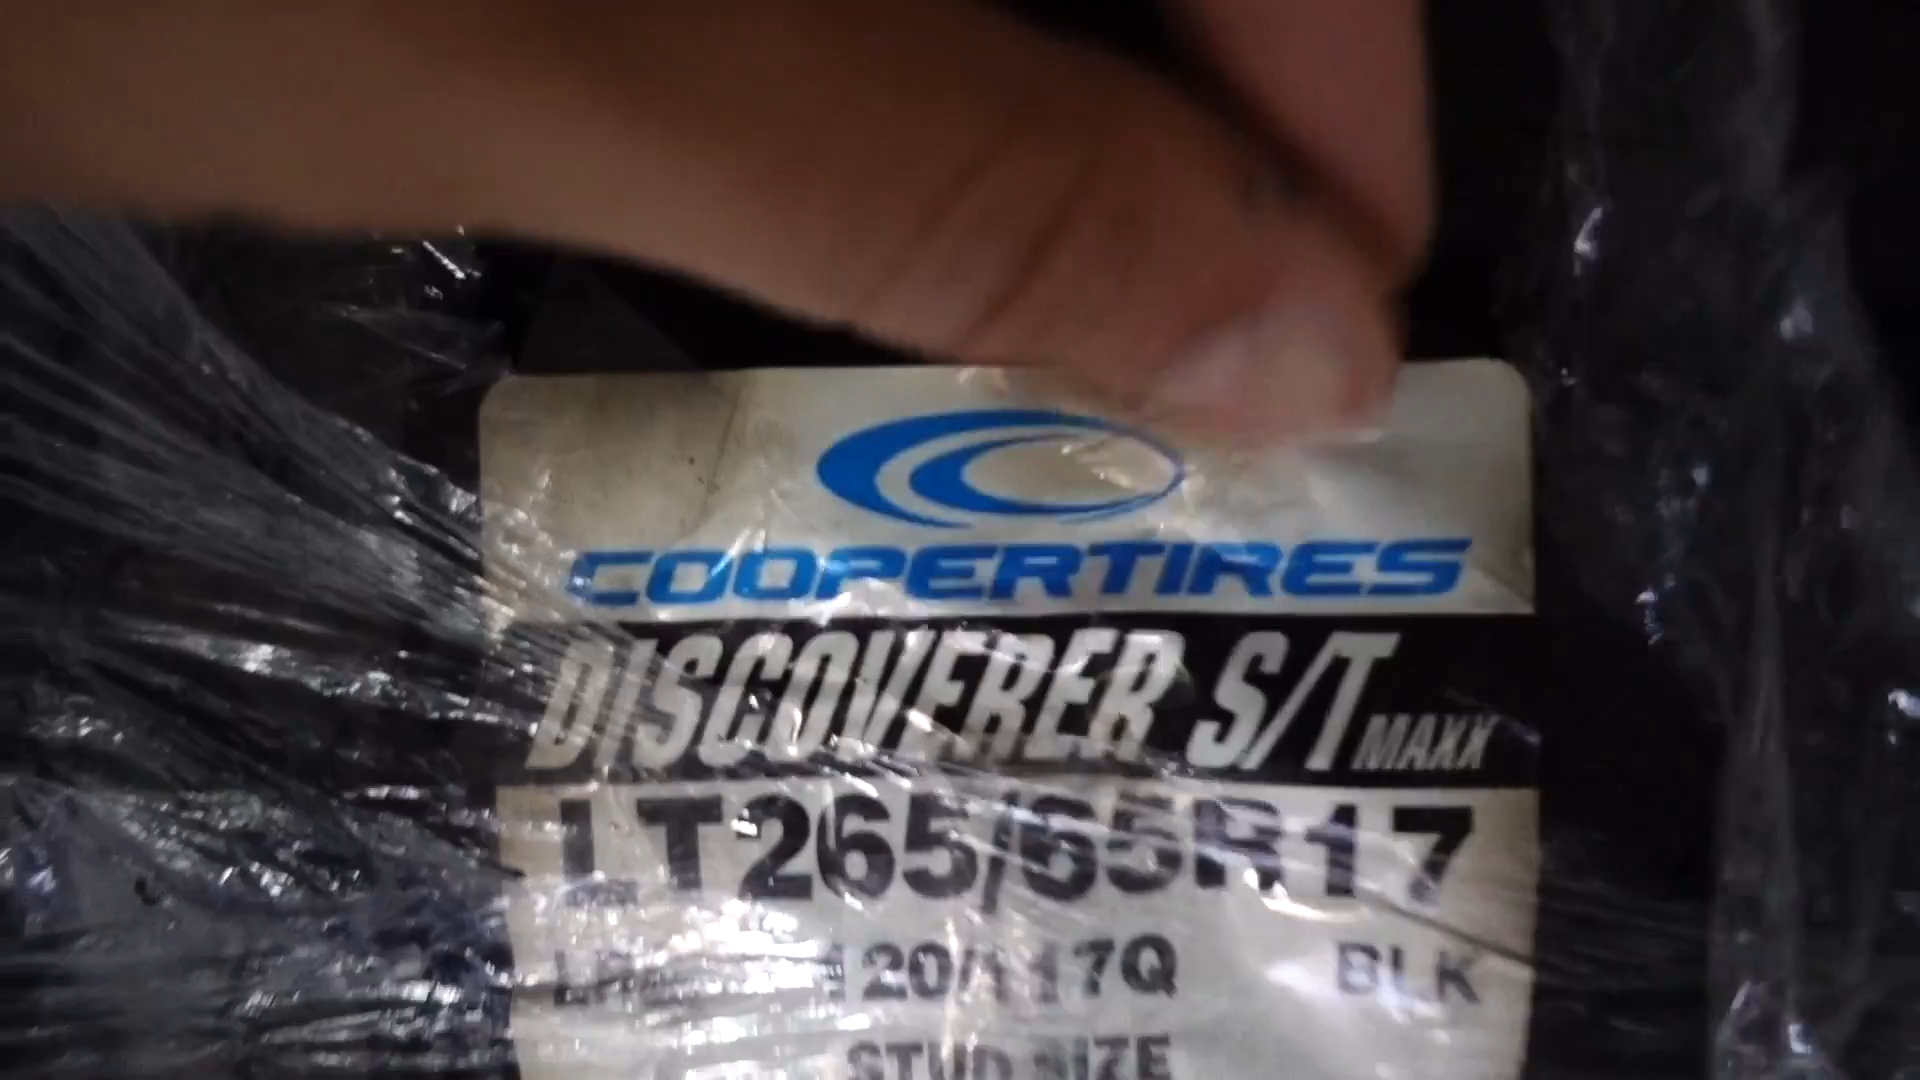 COOPERTIRES
DISCOVERER S/T MAXX
LT265/65R17
120/117Q BLK
STUD SIZE